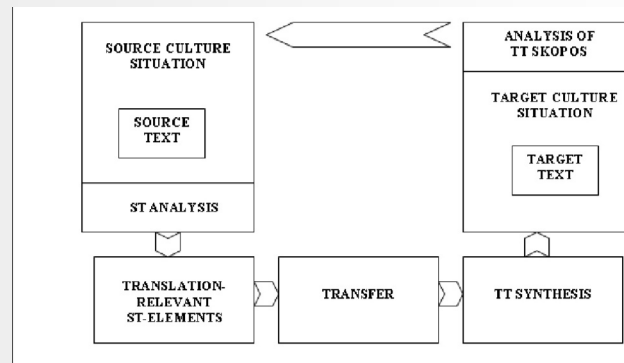 SOURCE CULTURE
SITUATION
SOURCE
TEXT
ST ANALYSIS
ANALYSIS OF
TT SKOPOS
TARGET CULTURE
SITUATION
TARGET
TEXT
TRANSLATION-
RELEVANT
ST-ELEMENTS
TRANSFER
TT SYNTHESIS